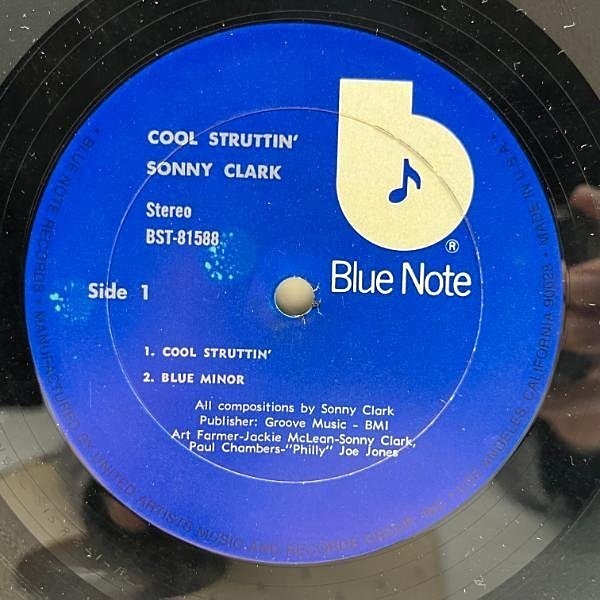 COOL STRUTTIN'
SONNY CLARK
Stereo
BST-81588
Side 1
®
Blue Note
1. COOL STRUTTIN'
2. BLUE MINOR
All compositions by Sonny Clark
Publisher: Groove Music - BMI
Art Farmer-Jackie McLean-Sonny Clark,
Paul Chambers-"Philly" Joe Jones
• BLUE NOTE RECORDS • MANUFACTURED BY UNITED ARTISTS MUSIC AND RECORDS GROUP, INC., LOS ANGELES, CALIFORNIA 90028 • MADE IN U.S.A. •